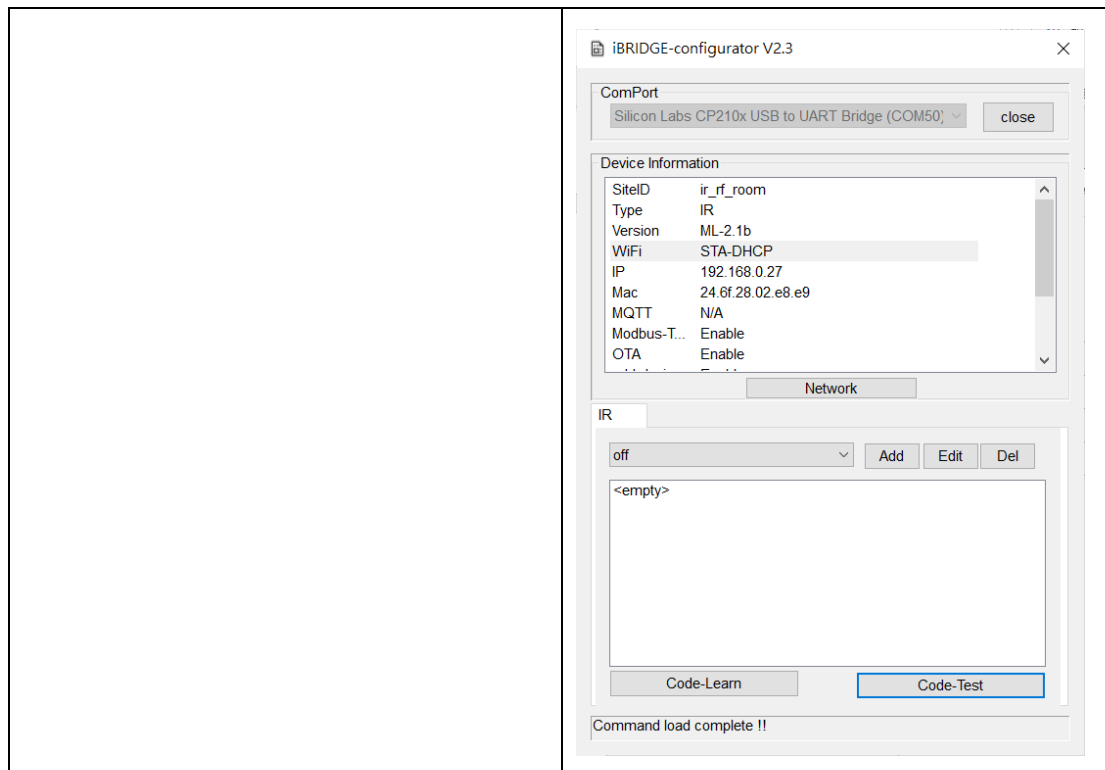 iBRIDGE-configurator V2.3
ComPort
Silicon Labs CP210x USB to UART Bridge (COM50)
close
Device Information
SiteID ir_rf_room
Type IR
Version ML-2.1b
WiFi STA-DHCP
IP 192.168.0.27
Mac 24.6f.28.02.e8.e9
MQTT N/A
Modbus-T... Enable
OTA Enable
Network
IR
off
Add Edit Del
<empty>
Code-Learn Code-Test
Command load complete !!